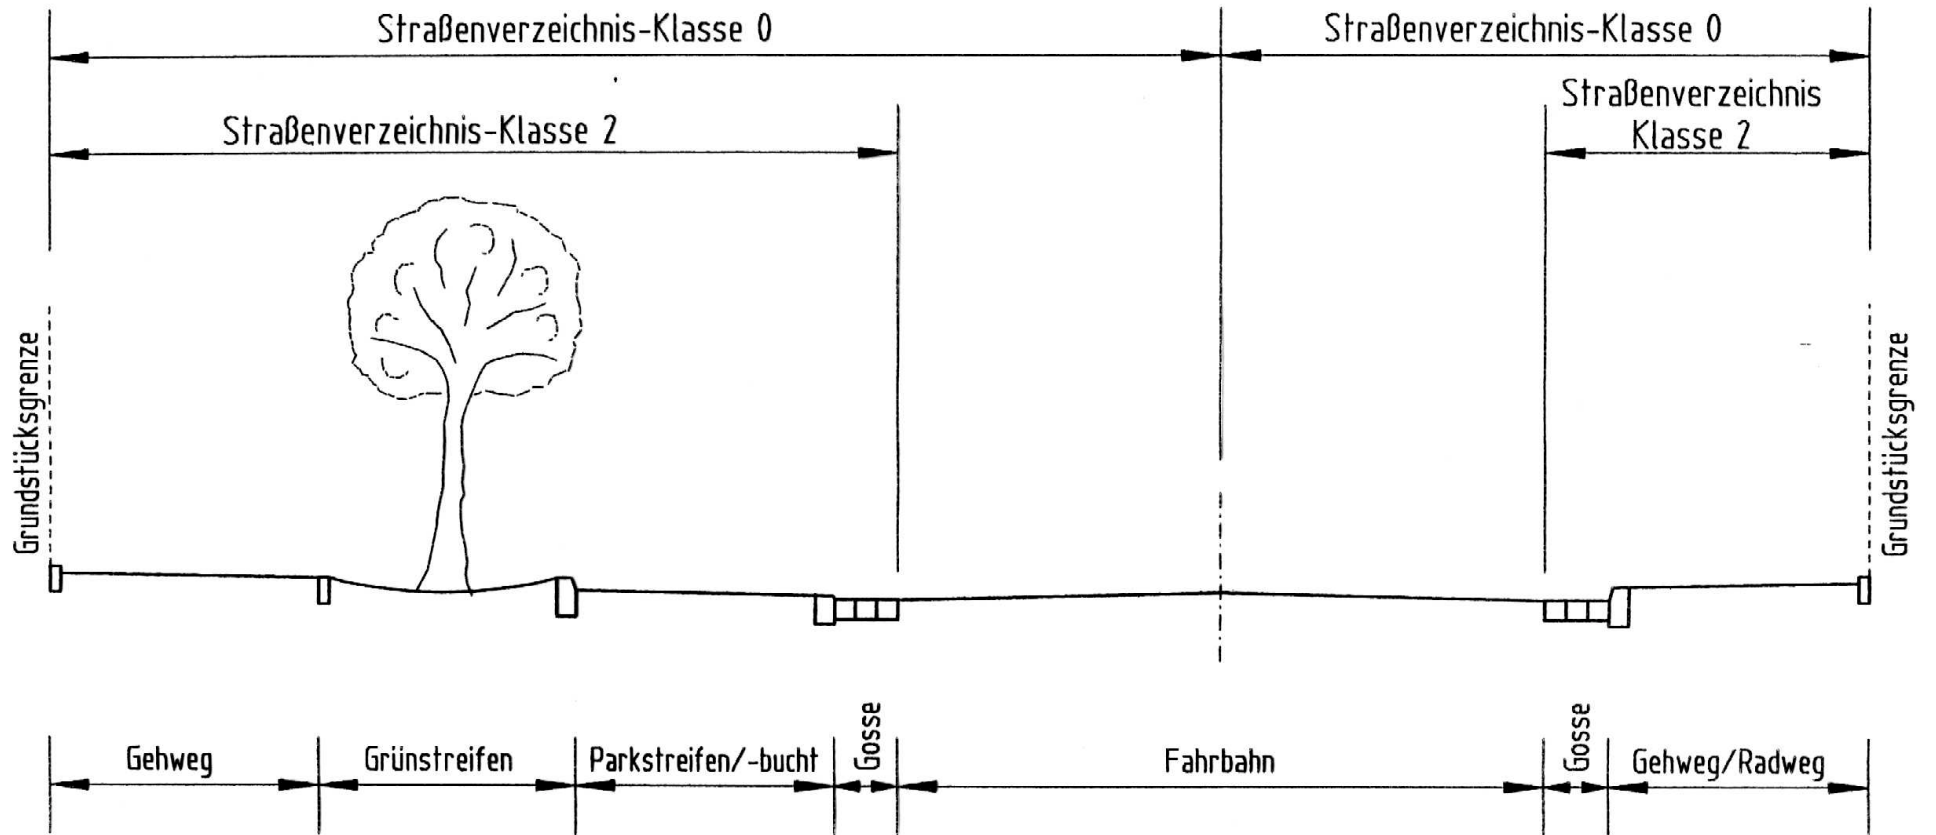 Straßenverzeichnis-Klasse 0
Straßenverzeichnis-Klasse 0
Straßenverzeichnis-Klasse 2
Straßenverzeichnis
Klasse 2
Grundstücksgrenze
Grundstücksgrenze
Gehweg
Grünstreifen
Parkstreifen/-bucht
Gosse
Fahrbahn
Gosse
Gehweg/Radweg